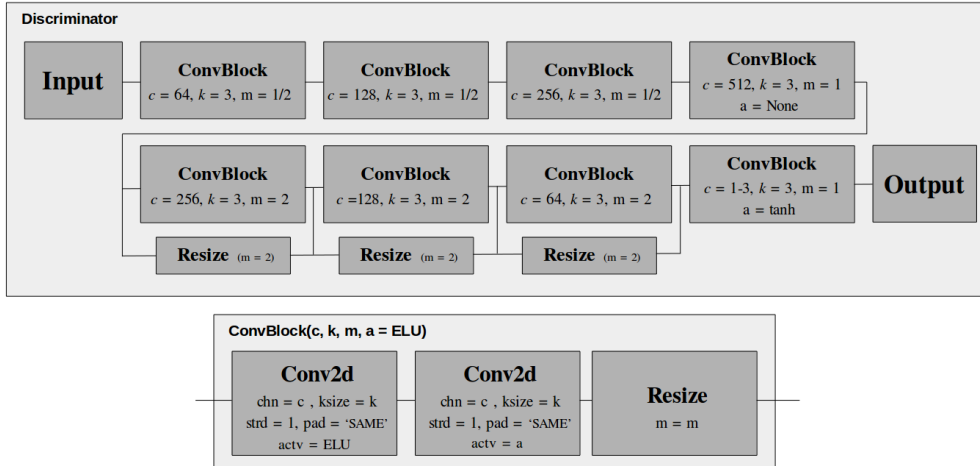 Discriminator
Input
ConvBlock
c = 64, k = 3, m = 1/2
ConvBlock
c = 128, k = 3, m = 1/2
ConvBlock
c = 256, k = 3, m = 1/2
ConvBlock
c = 512, k = 3, m = 1
a = None
ConvBlock
c = 256, k = 3, m = 2
ConvBlock
c =128, k = 3, m = 2
ConvBlock
c = 64, k = 3, m = 2
ConvBlock
c = 1-3, k = 3, m = 1
a = tanh
Output
Resize (m = 2)
Resize (m = 2)
Resize (m = 2)
ConvBlock(c, k, m, a = ELU)
Conv2d
chn = c , ksize = k
strd = 1, pad = ‘SAME’
actv = ELU
Conv2d
chn = c , ksize = k
strd = 1, pad = ‘SAME’
actv = a
Resize
m = m